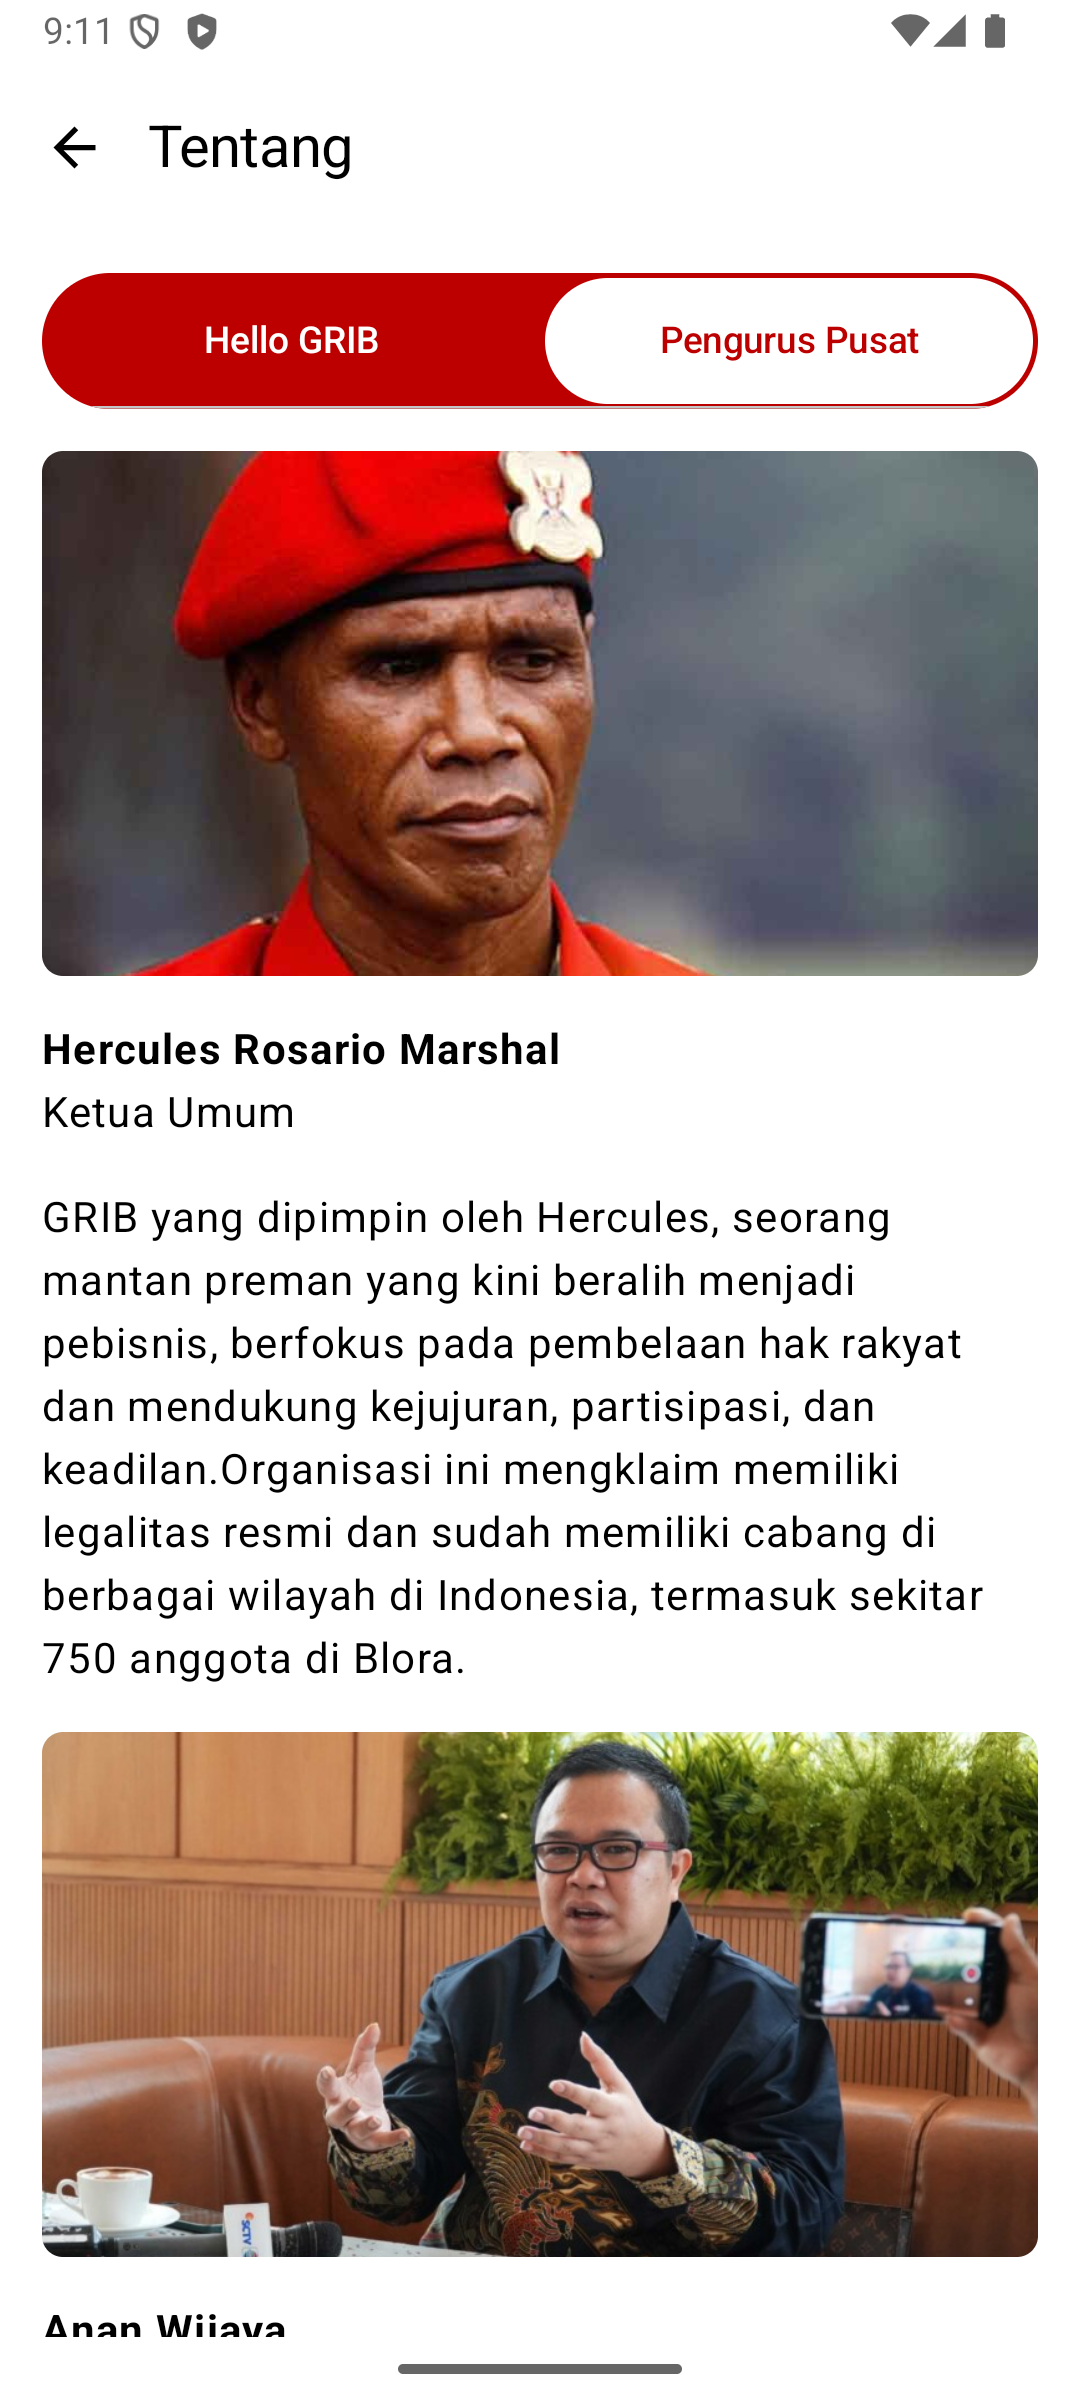 9:11
Tentang
Hello GRIB
Pengurus Pusat
Hercules Rosario Marshal
Ketua Umum
GRIB yang dipimpin oleh Hercules, seorang
mantan preman yang kini beralih menjadi
pebisnis, berfokus pada pembelaan hak rakyat
dan mendukung kejujuran, partisipasi, dan
keadilan.Organisasi ini mengklaim memiliki
legalitas resmi dan sudah memiliki cabang di
berbagai wilayah di Indonesia, termasuk sekitar
750 anggota di Blora.
SCTV
Anan Wijaya